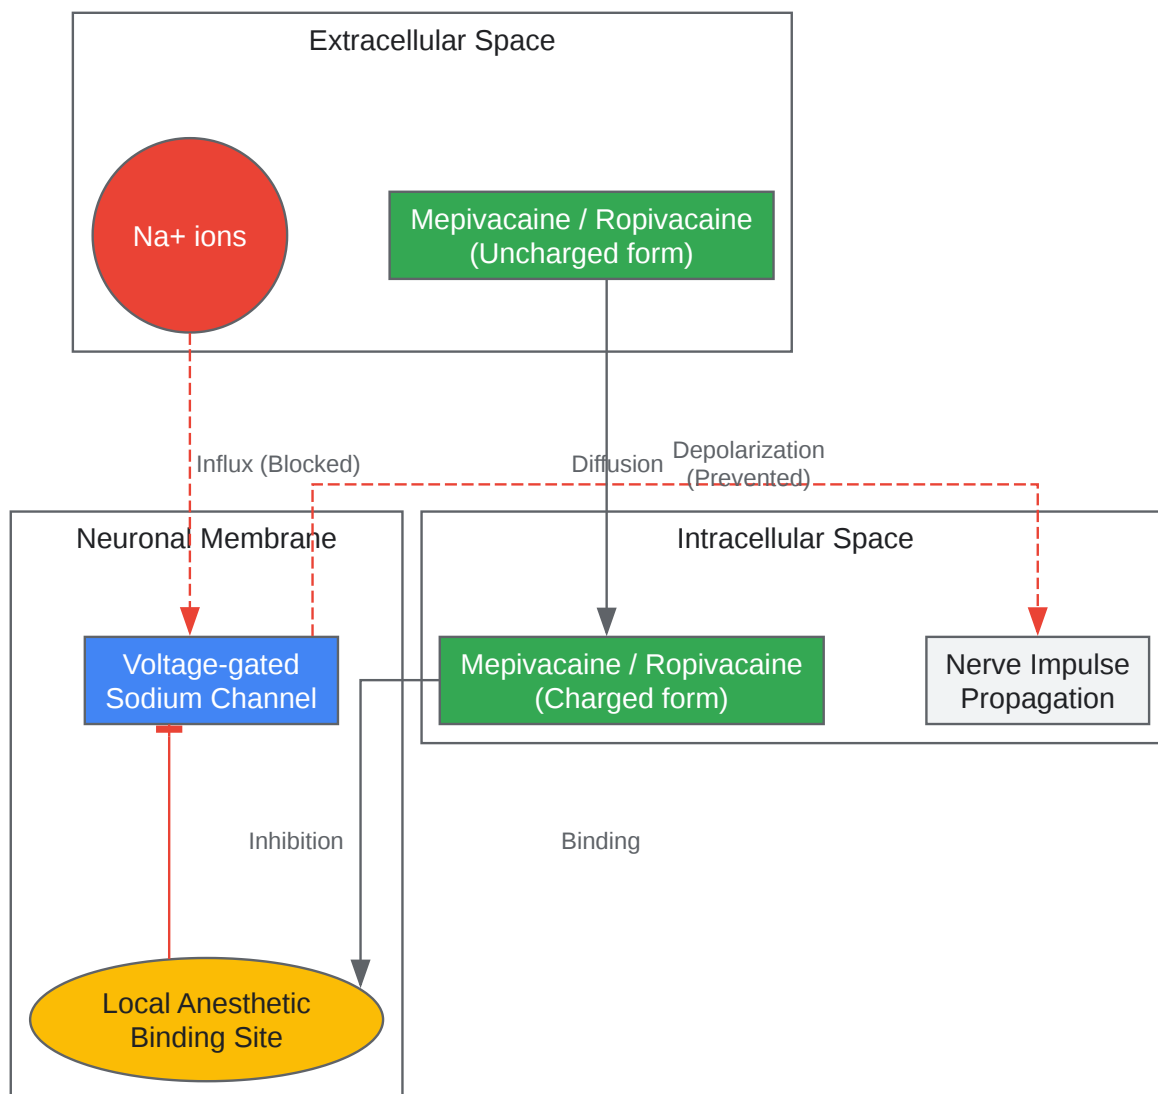 Extracellular Space
Na+ ions
Mepivacaine / Ropivacaine
(Uncharged form)
Influx (Blocked)
Diffusion
Depolarization
(Prevented)
Neuronal Membrane
Intracellular Space
Voltage-gated
Sodium Channel
Mepivacaine / Ropivacaine
(Charged form)
Nerve Impulse
Propagation
Inhibition
Binding
Local Anesthetic
Binding Site